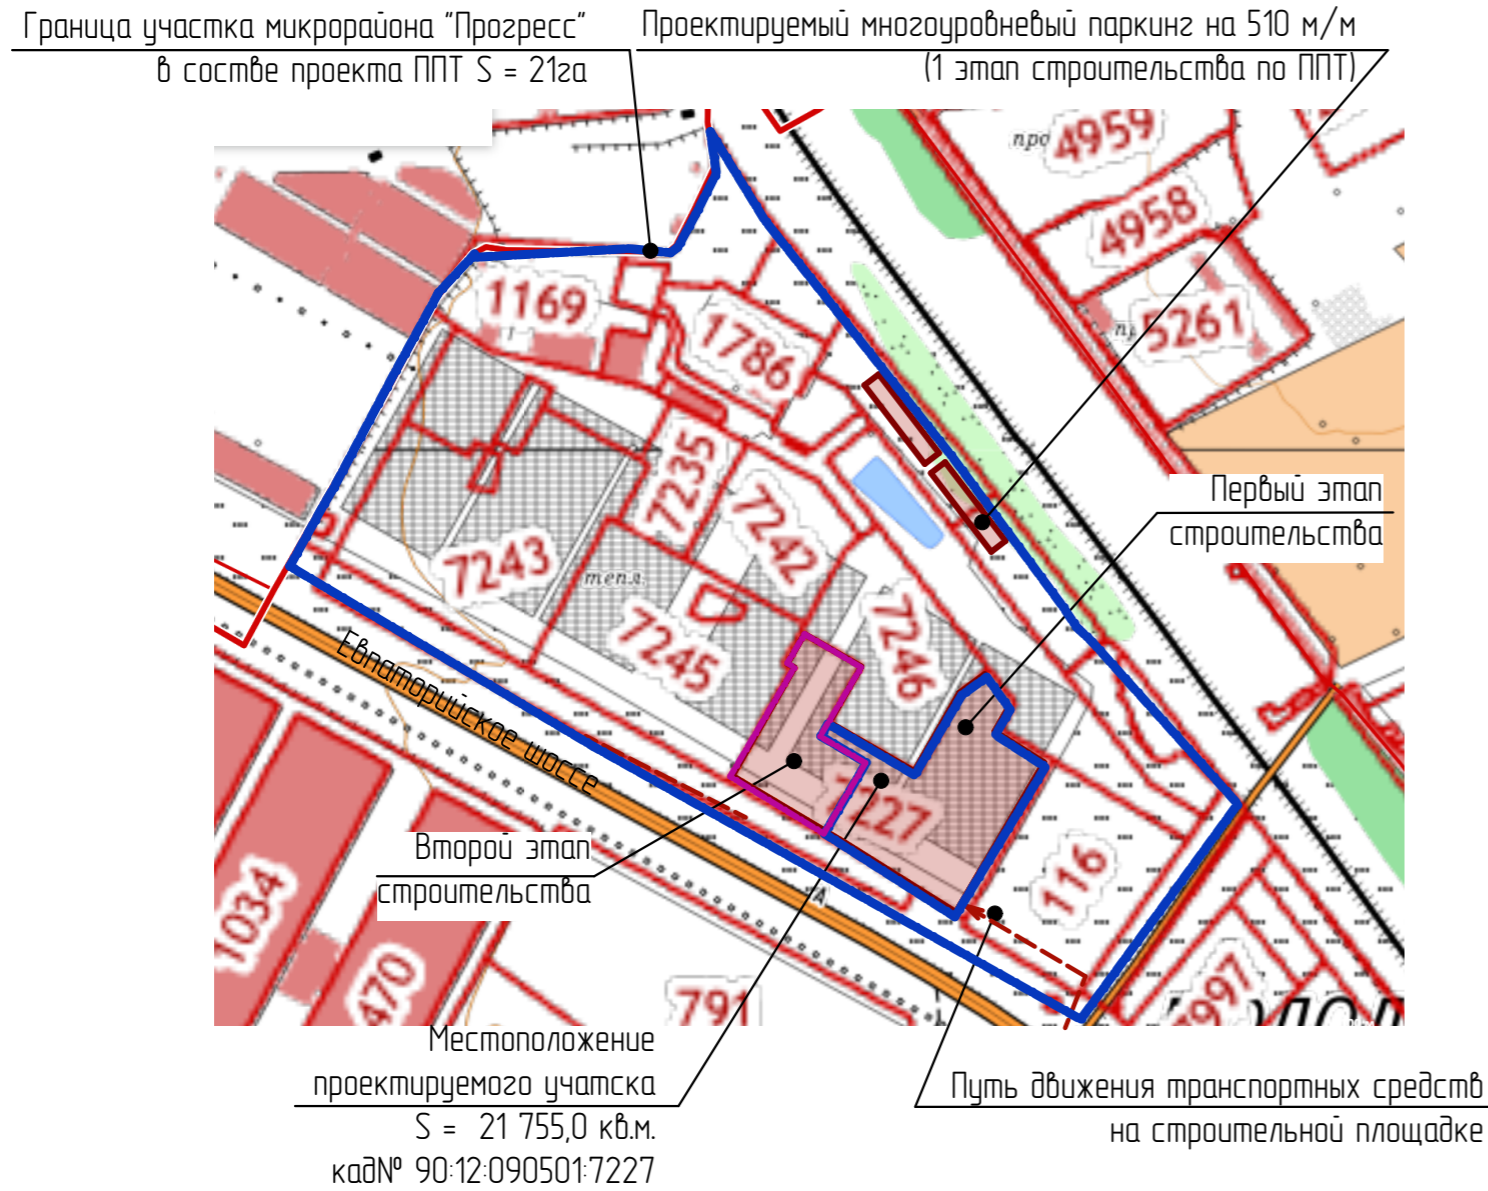 Граница участка микрорайона "Прогресс"
в состве проекта ППТ S = 21га
Проектируемый многоуровневый паркинг на 510 м/м
(1 этап строительства по ППТ)
4959
4958
5261
1169
1786
7235
7242
7243
тепл.
7245
7246
Первый этап
строительства
Евпаторийское шоссе
7227
116
Второй этап
строительства
1034
470
791
997
Местоположение
проектируемого учатска
S = 21 755,0 кв.м.
кад№ 90:12:090501:7227
Путь движения транспортных средств
на строительной площадке